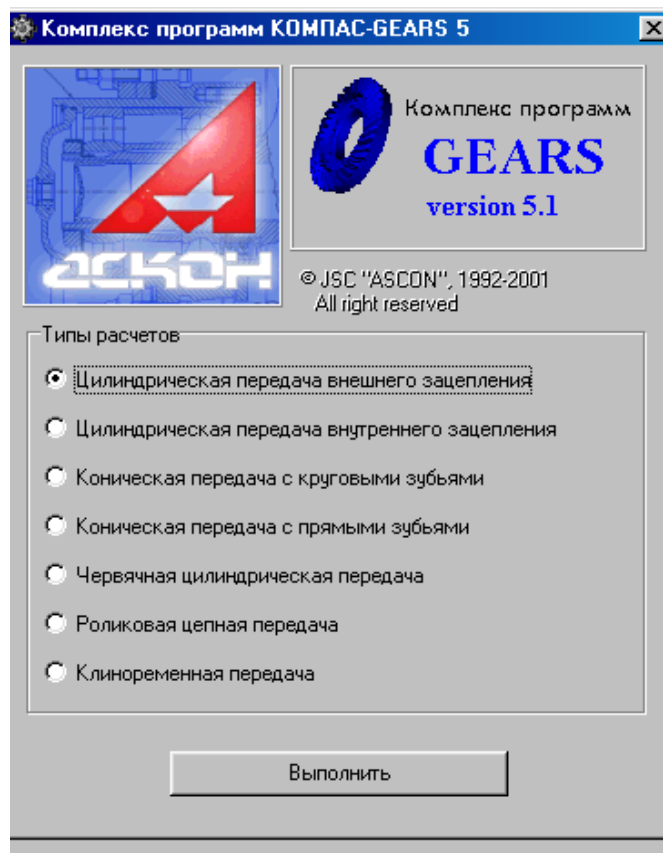 Комплекс программ КОМПАС-GEARS 5
Комплекс программ
GEARS
version 5.1
АСКОН
© JSC "ASCON", 1992-2001
All right reserved
Типы расчетов
Цилиндрическая передача внешнего зацепления
Цилиндрическая передача внутреннего зацепления
Коническая передача с круговыми зубьями
Коническая передача с прямыми зубьями
Червячная цилиндрическая передача
Роликовая цепная передача
Клиноременная передача
Выполнить